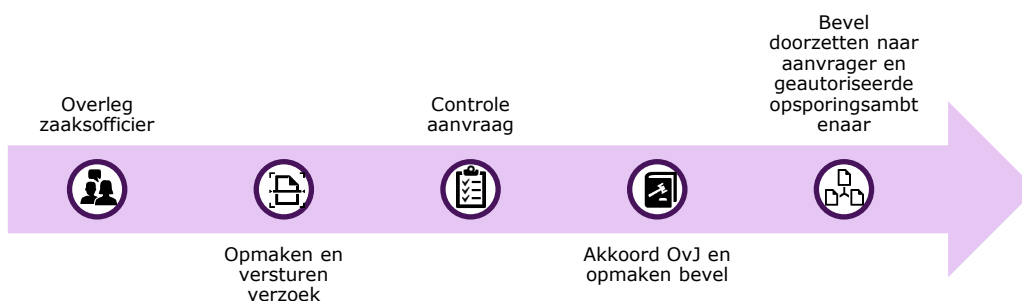 Overleg
zaaksofficier
Opmaken en
versturen
verzoek
Controle
aanvraag
Akkoord OvJ en
opmaken bevel
Bevel
doorzetten naar
aanvrager en
geautoriseerde
opsporingsambt
enaar